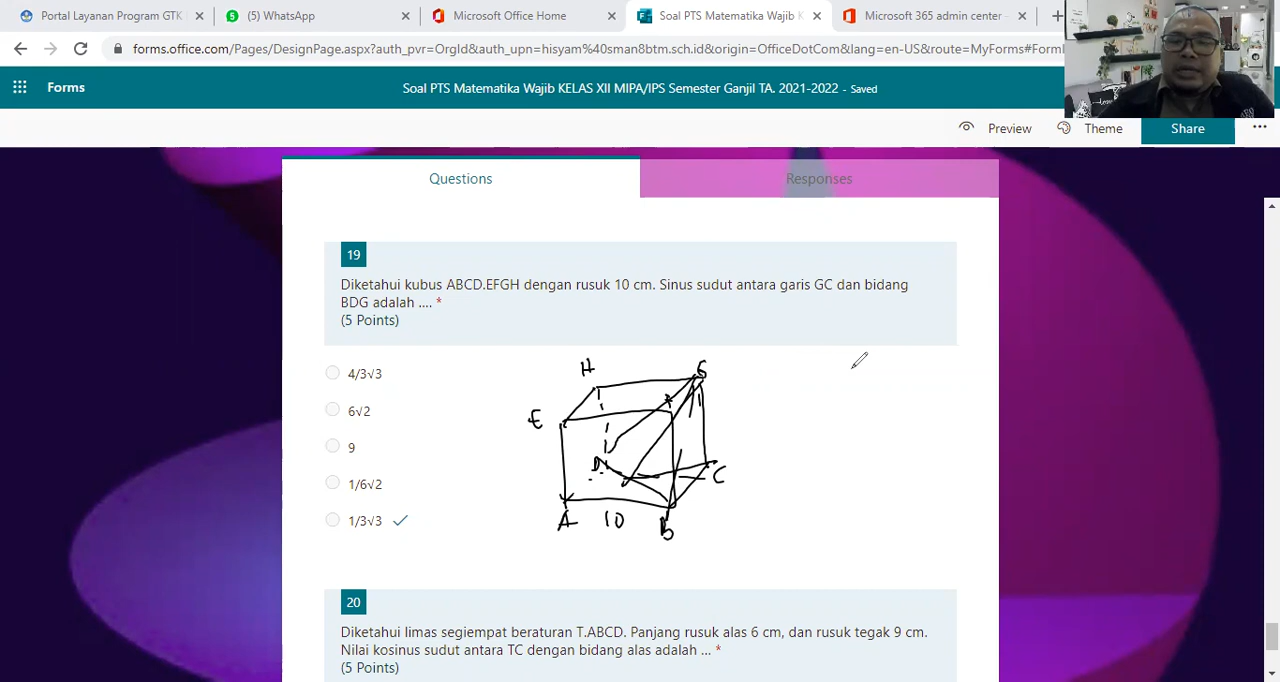 Portal Layanan Program GTK
(5) WhatsApp
Microsoft Office Home
Soal PTS Matematika Wajib K
Microsoft 365 admin center –
forms.office.com/Pages/DesignPage.aspx?auth_pvr=OrgId&auth_upn=hisyam%40sman8btm.sch.id&origin=OfficeDotCom&lang=en-US&route=MyForms#Form
Forms
Soal PTS Matematika Wajib KELAS XII MIPA/IPS Semester Ganjil TA. 2021-2022 - Saved
Preview
Theme
Share
Questions
Responses
19
Diketahui kubus ABCD.EFGH dengan rusuk 10 cm. Sinus sudut antara garis GC dan bidang
BDG adalah .... *
(5 Points)
4/3√3
6√2
9
1/6√2
1/3√3
H
G
E
D
C
A
10
B
20
Diketahui limas segiempat beraturan T.ABCD. Panjang rusuk alas 6 cm, dan rusuk tegak 9 cm.
Nilai kosinus sudut antara TC dengan bidang alas adalah ... *
(5 Points)